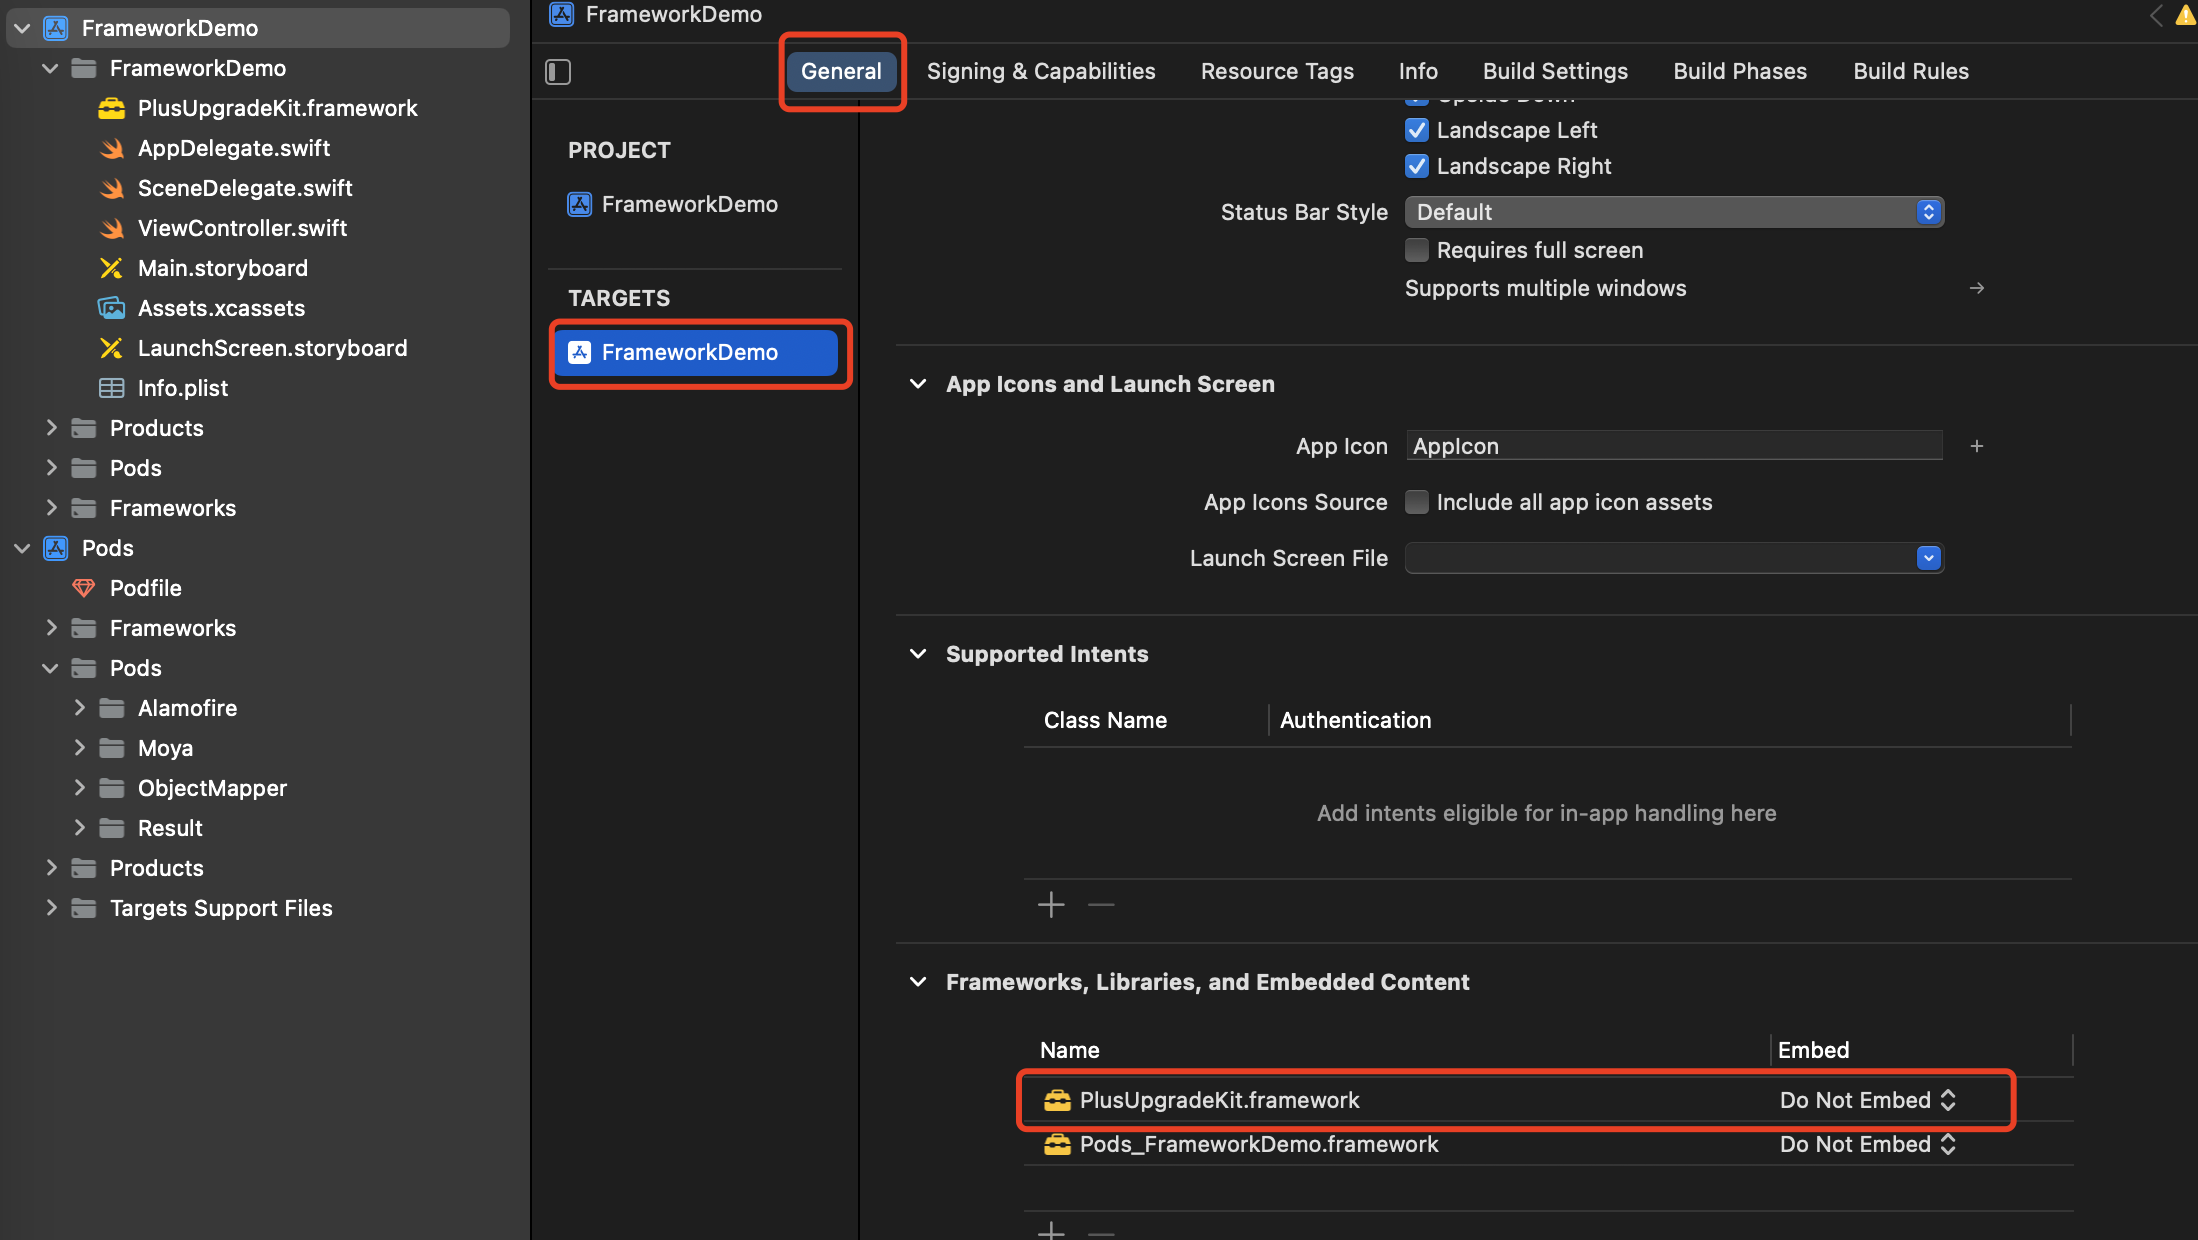 FrameworkDemo
FrameworkDemo
PlusUpgradeKit.framework
AppDelegate.swift
SceneDelegate.swift
ViewController.swift
Main.storyboard
Assets.xcassets
LaunchScreen.storyboard
Info.plist
Products
Pods
Frameworks
Pods
Podfile
Frameworks
Pods
Alamofire
Moya
ObjectMapper
Result
Products
Targets Support Files
FrameworkDemo
General
Signing & Capabilities
Resource Tags
Info
Build Settings
Build Phases
Build Rules
PROJECT
FrameworkDemo
TARGETS
FrameworkDemo
Upside Down
Landscape Left
Landscape Right
Status Bar Style Default
Requires full screen
Supports multiple windows
App Icons and Launch Screen
App Icon AppIcon
App Icons Source Include all app icon assets
Launch Screen File
Supported Intents
Class Name Authentication
Add intents eligible for in-app handling here
Frameworks, Libraries, and Embedded Content
Name Embed
PlusUpgradeKit.framework Do Not Embed
Pods_FrameworkDemo.framework Do Not Embed